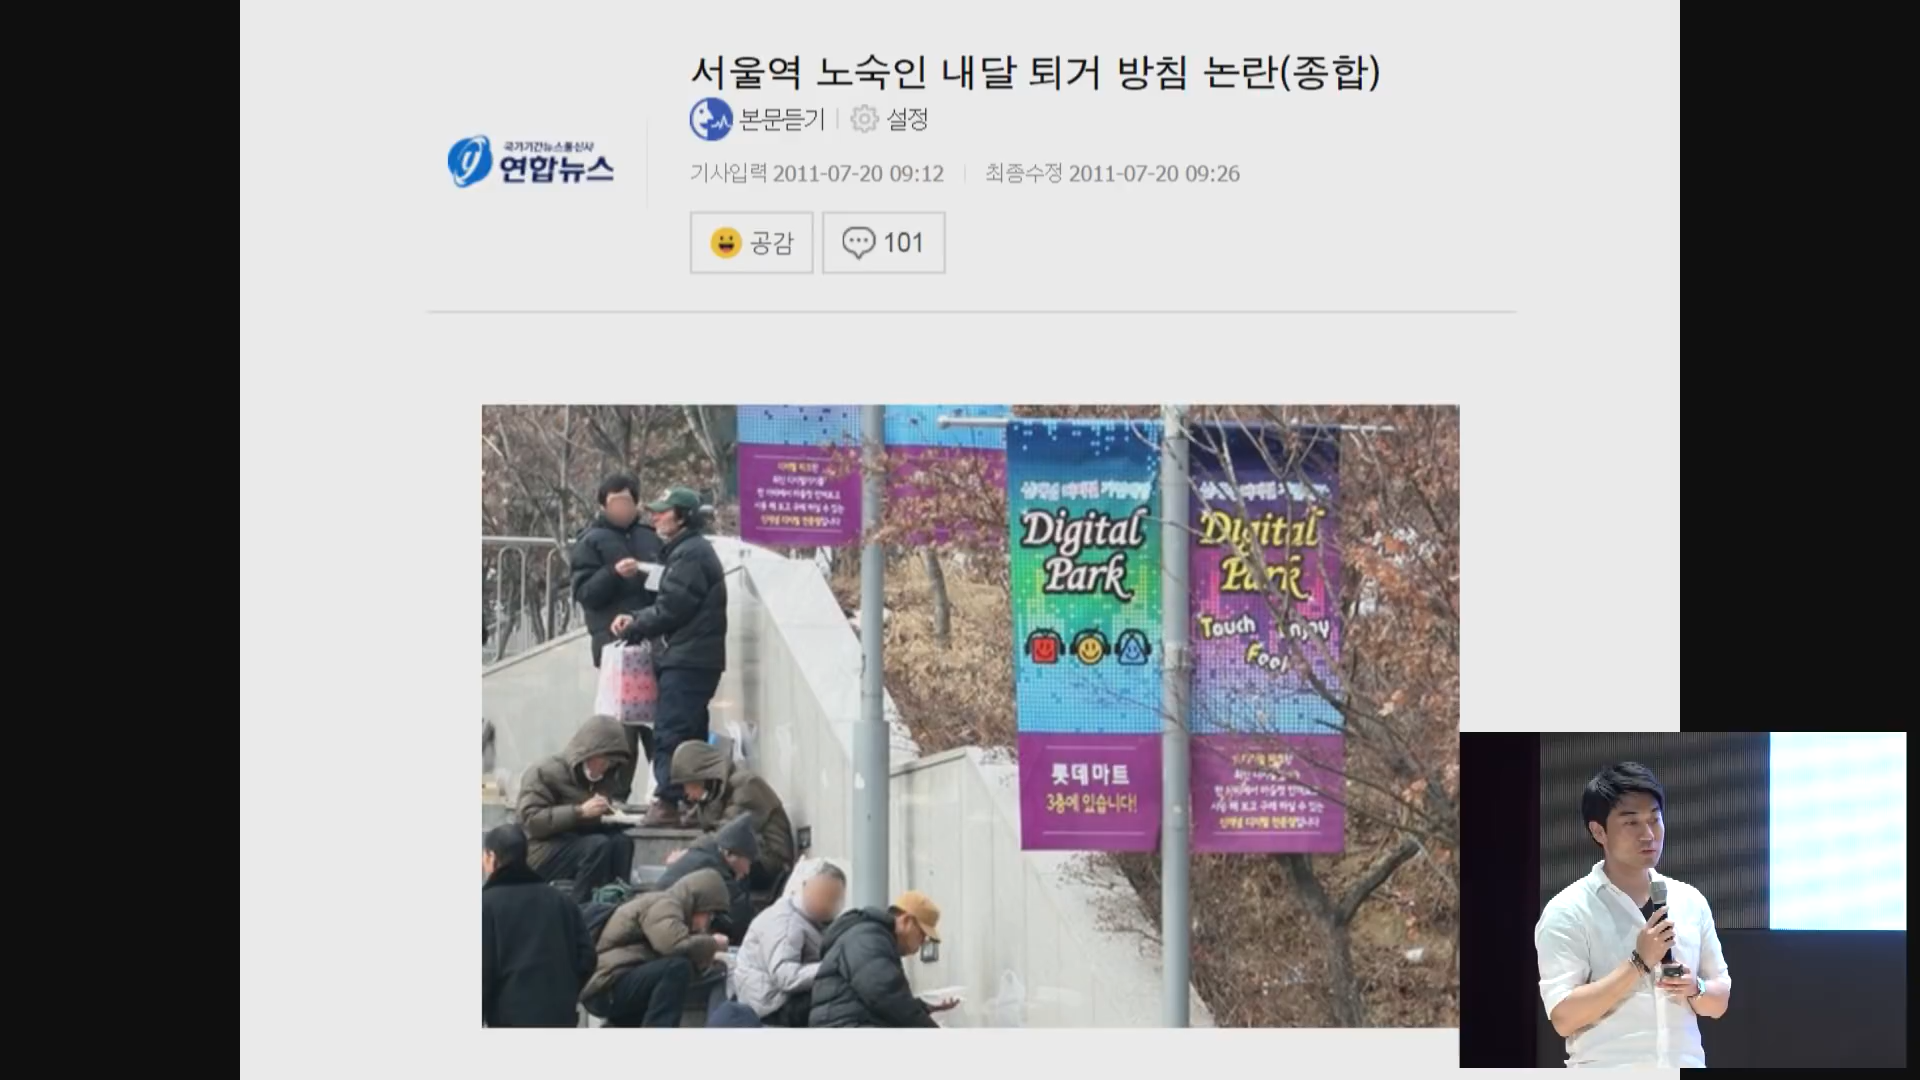 서울역 노숙인 내달 퇴거 방침 논란(종합)
본문듣기 설정
국가기간뉴스통신사
연합뉴스
기사입력 2011-07-20 09:12 최종수정 2011-07-20 09:26
공감 101
Digital
Park
롯데마트
3층에 있습니다!
Digital
Park
Touch Enjoy
Feel